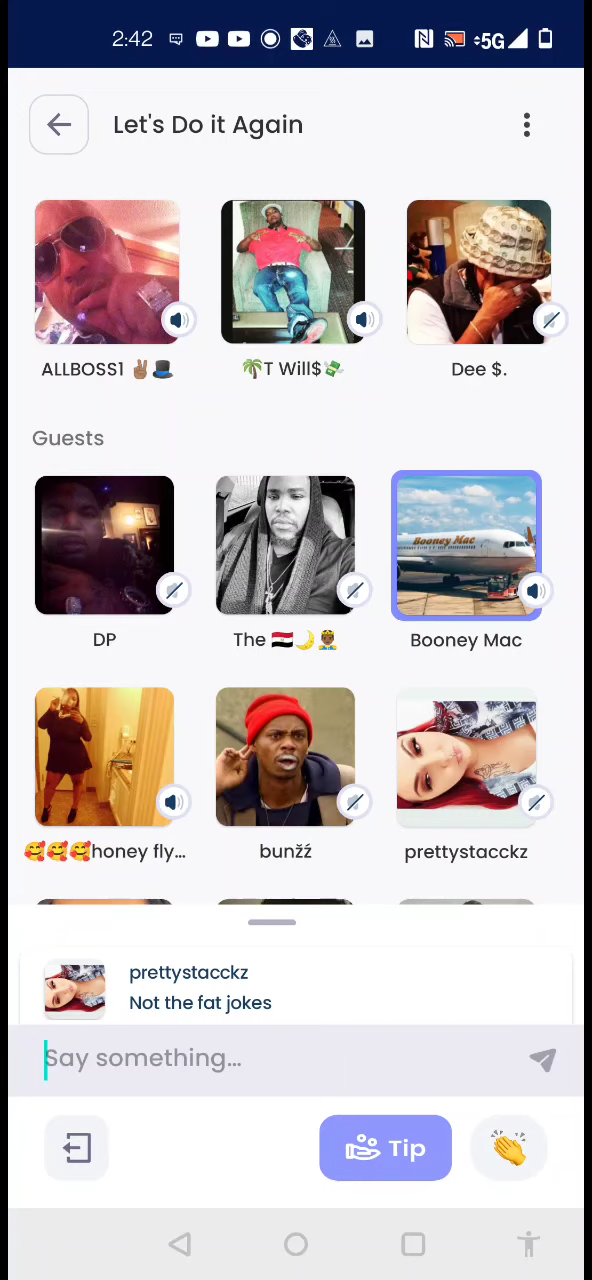 2:42
5G
Let's Do it Again
ALLBOSS1 ✌🏽🎩
🌴T Will$💸
Dee $.
Guests
Booney Mac
DP
The 🇪🇬🌙🤴🏾
Booney Mac
🥰🥰🥰honey fly...
bunžź
prettystacckz
prettystacckz
Not the fat jokes
Say something...
Tip